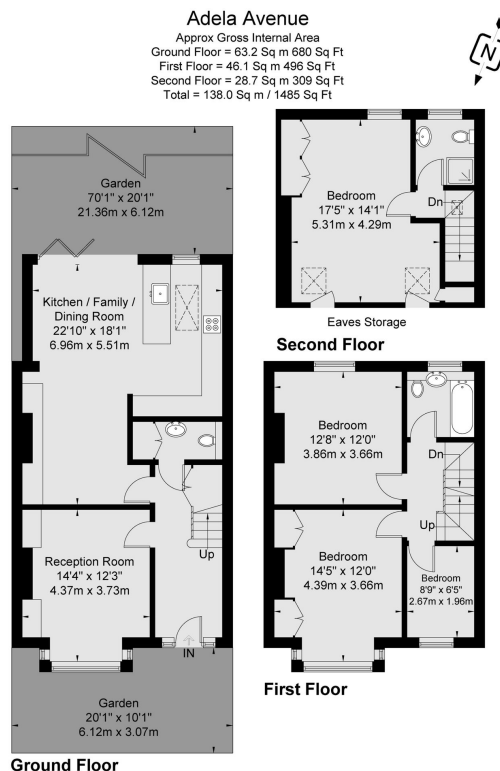 Adela Avenue
Approx Gross Internal Area
Ground Floor = 63.2 Sq m 680 Sq Ft
First Floor = 46.1 Sq m 496 Sq Ft
Second Floor = 28.7 Sq m 309 Sq Ft
Total = 138.0 Sq m / 1485 Sq Ft
N
Garden
70'1" x 20'1"
21.36m x 6.12m
Kitchen / Family /
Dining Room
22'10" x 18'1"
6.96m x 5.51m
Up
Reception Room
14'4" x 12'3"
4.37m x 3.73m
IN
Garden
20'1" x 10'1"
6.12m x 3.07m
Ground Floor
Bedroom
17'5" x 14'1"
5.31m x 4.29m
Dn
Eaves Storage
Second Floor
Bedroom
12'8" x 12'0"
3.86m x 3.66m
Dn
Up
Bedroom
14'5" x 12'0"
4.39m x 3.66m
Bedroom
8'9" x 6'5"
2.67m x 1.96m
First Floor